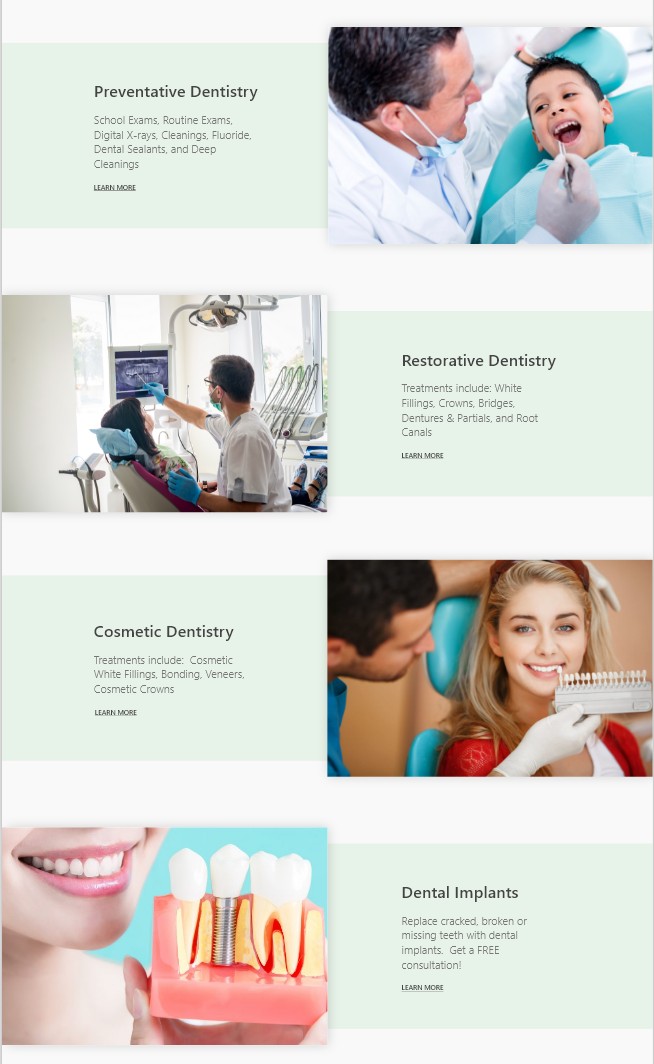 Preventative Dentistry
School Exams, Routine Exams,
Digital X-rays, Cleanings, Fluoride,
Dental Sealants, and Deep
Cleanings
LEARN MORE
Restorative Dentistry
Treatments include: White
Fillings, Crowns, Bridges,
Dentures & Partials, and Root
Canals
LEARN MORE
Cosmetic Dentistry
Treatments include:  Cosmetic
White Fillings, Bonding, Veneers,
Cosmetic Crowns
LEARN MORE
Dental Implants
Replace cracked, broken or
missing teeth with dental
implants.  Get a FREE
consultation!
LEARN MORE